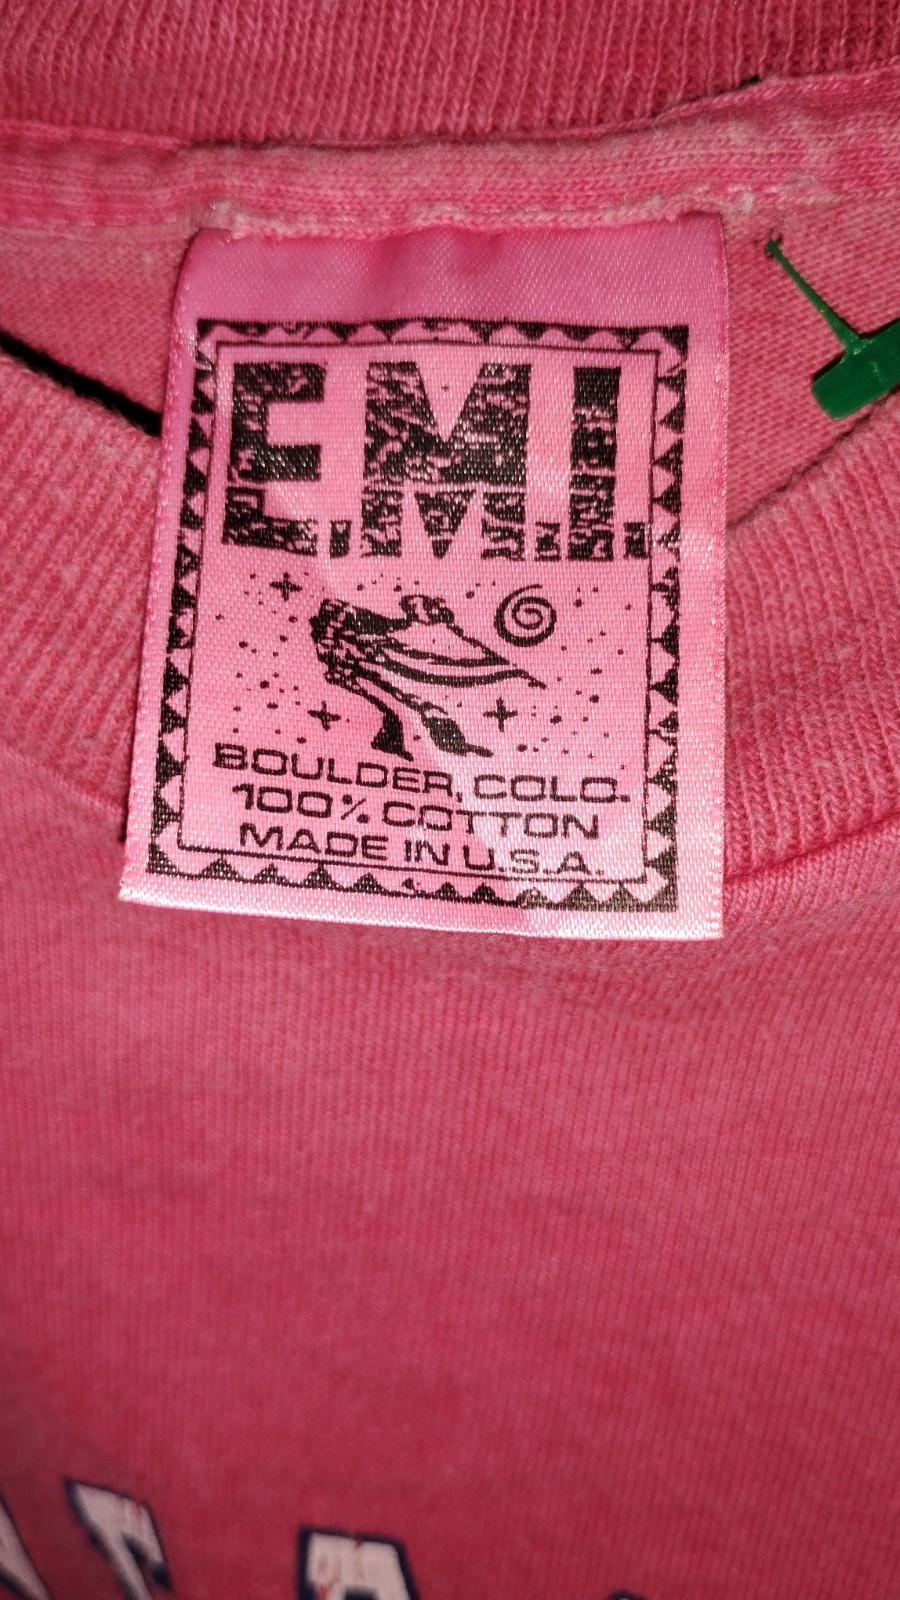 E.M.I.
BOULDER, COLO.
100% COTTON
MADE IN U.S.A.